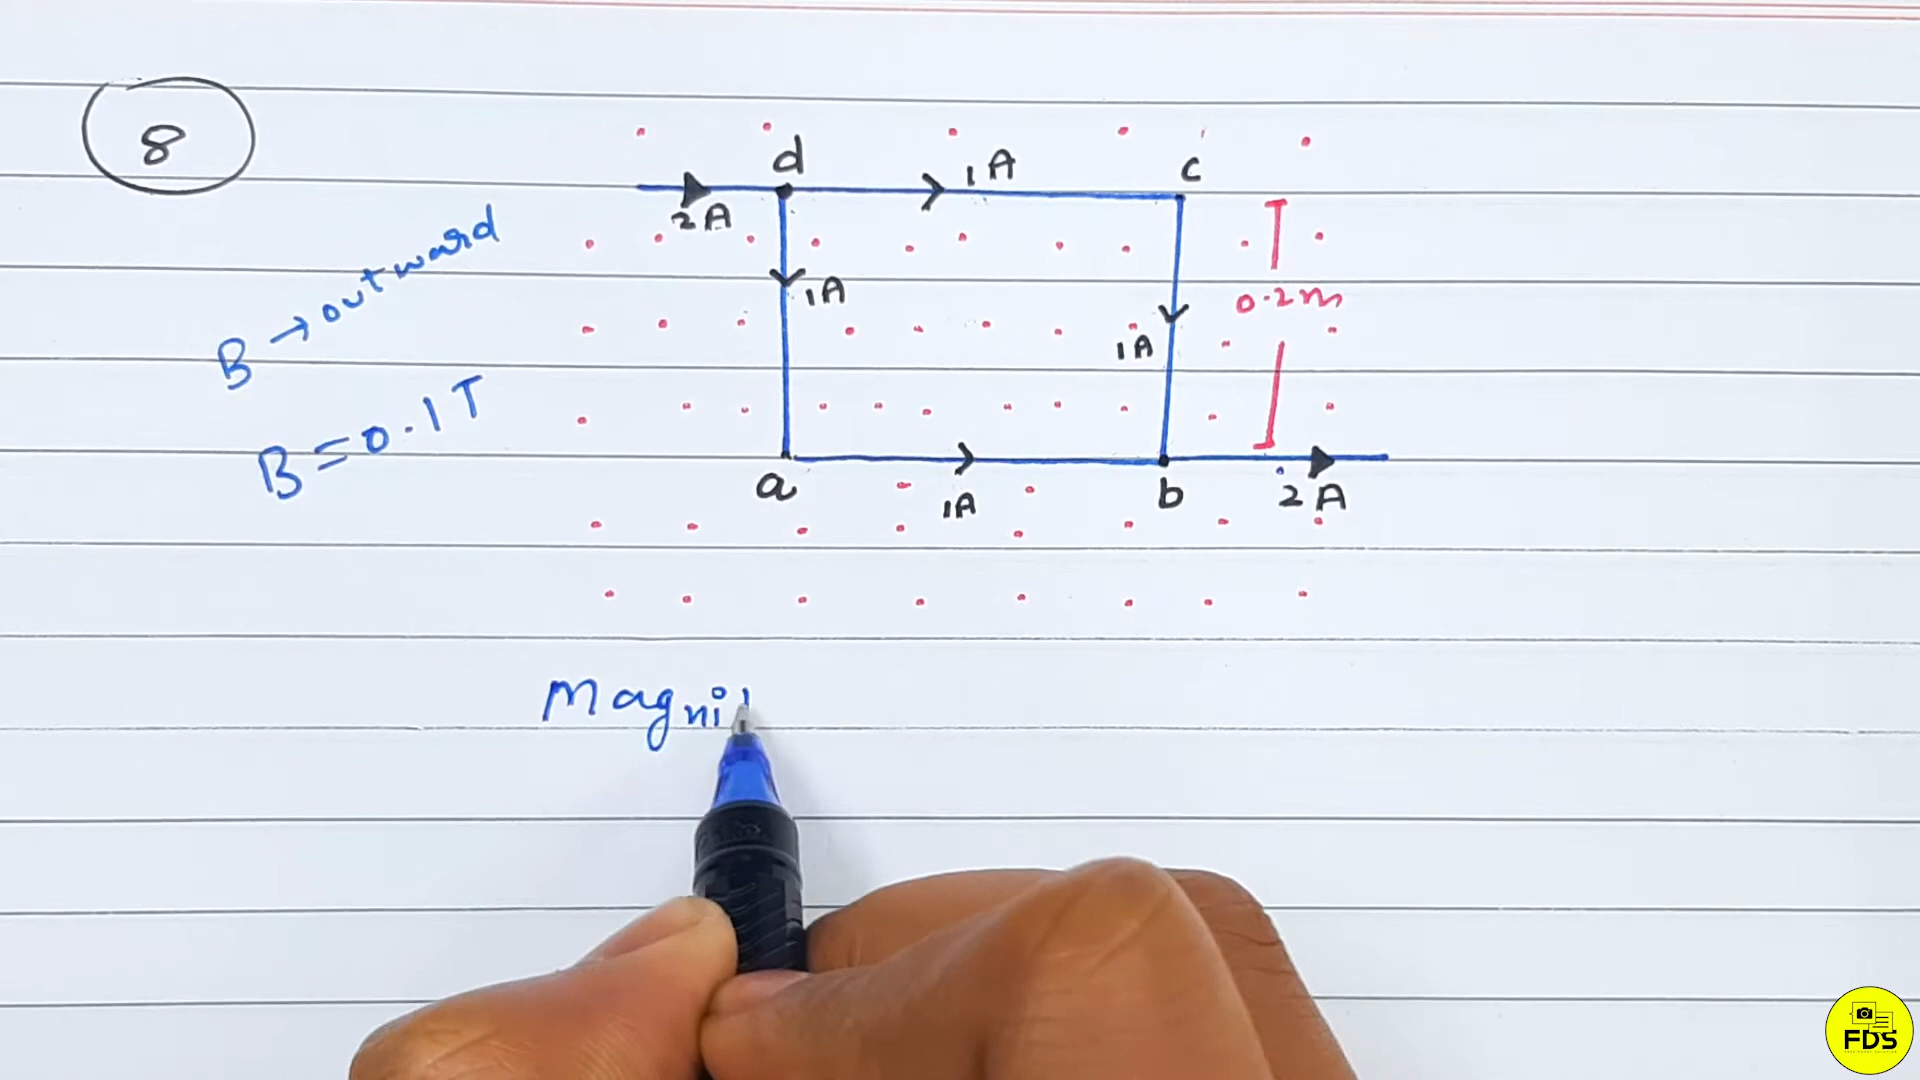 8
d
1A
c
2A
B → outward
1A
0.2m
1A
B = 0.1T
a
1A
b
2A
Magni
FDS